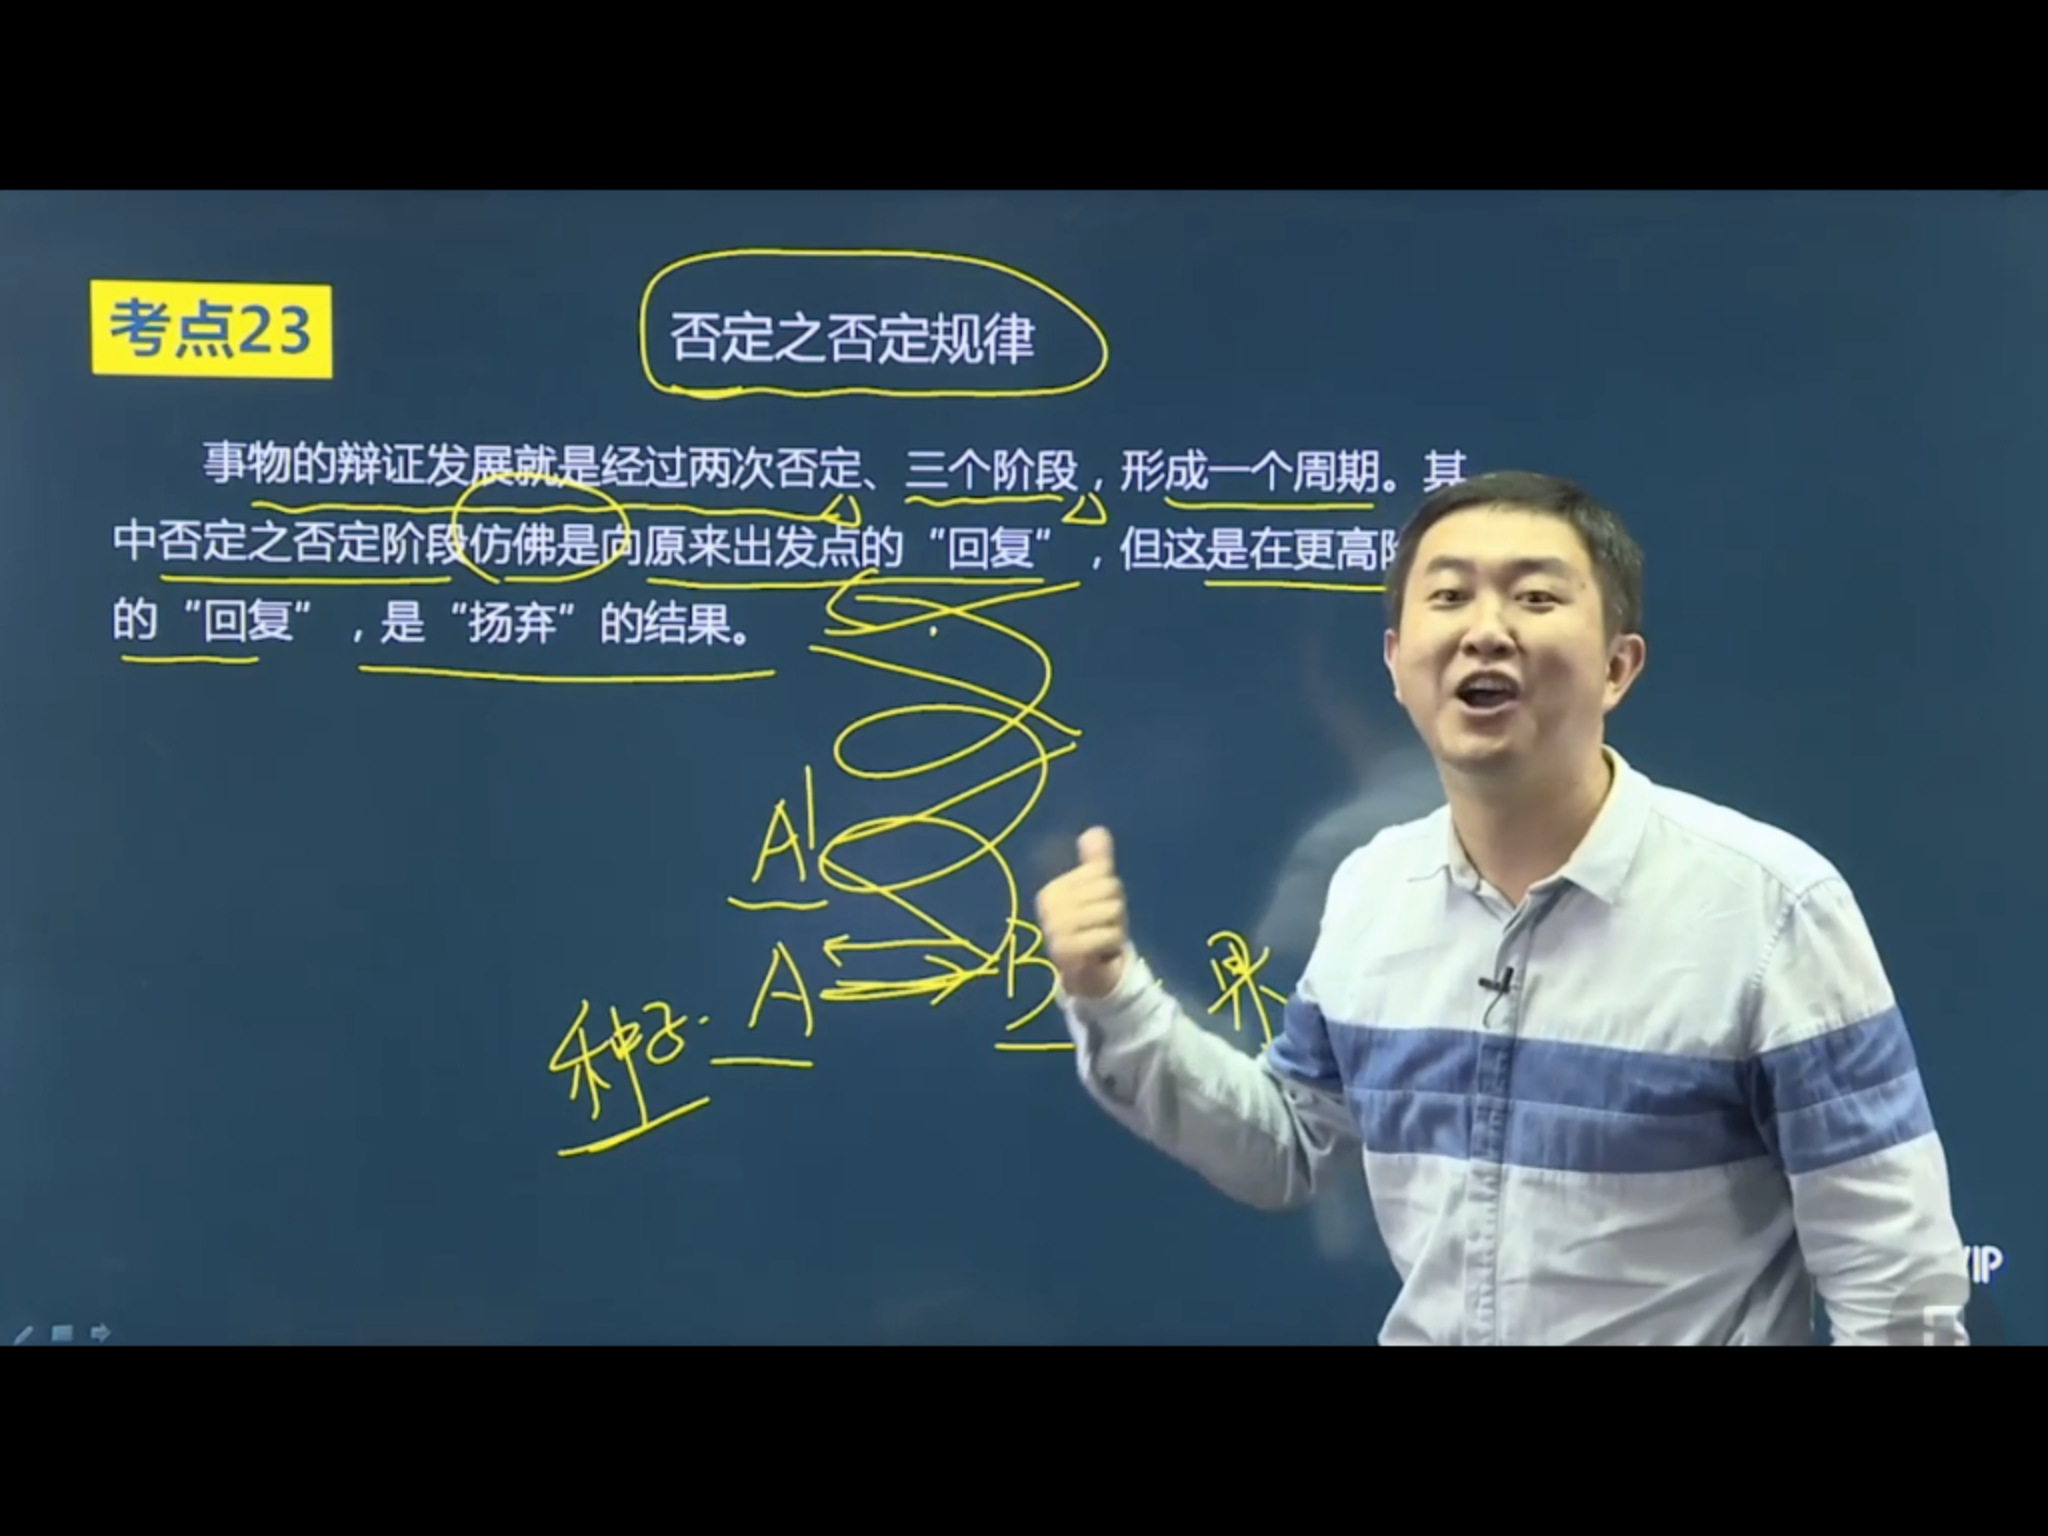 考点23
否定之否定规律
事物的辩证发展就是经过两次否定、三个阶段，形成一个周期。其
中否定之否定阶段仿佛是向原来出发点的“回复”，但这是在更高
的“回复”，是“扬弃”的结果。
A'
种子. A B 果
VIP